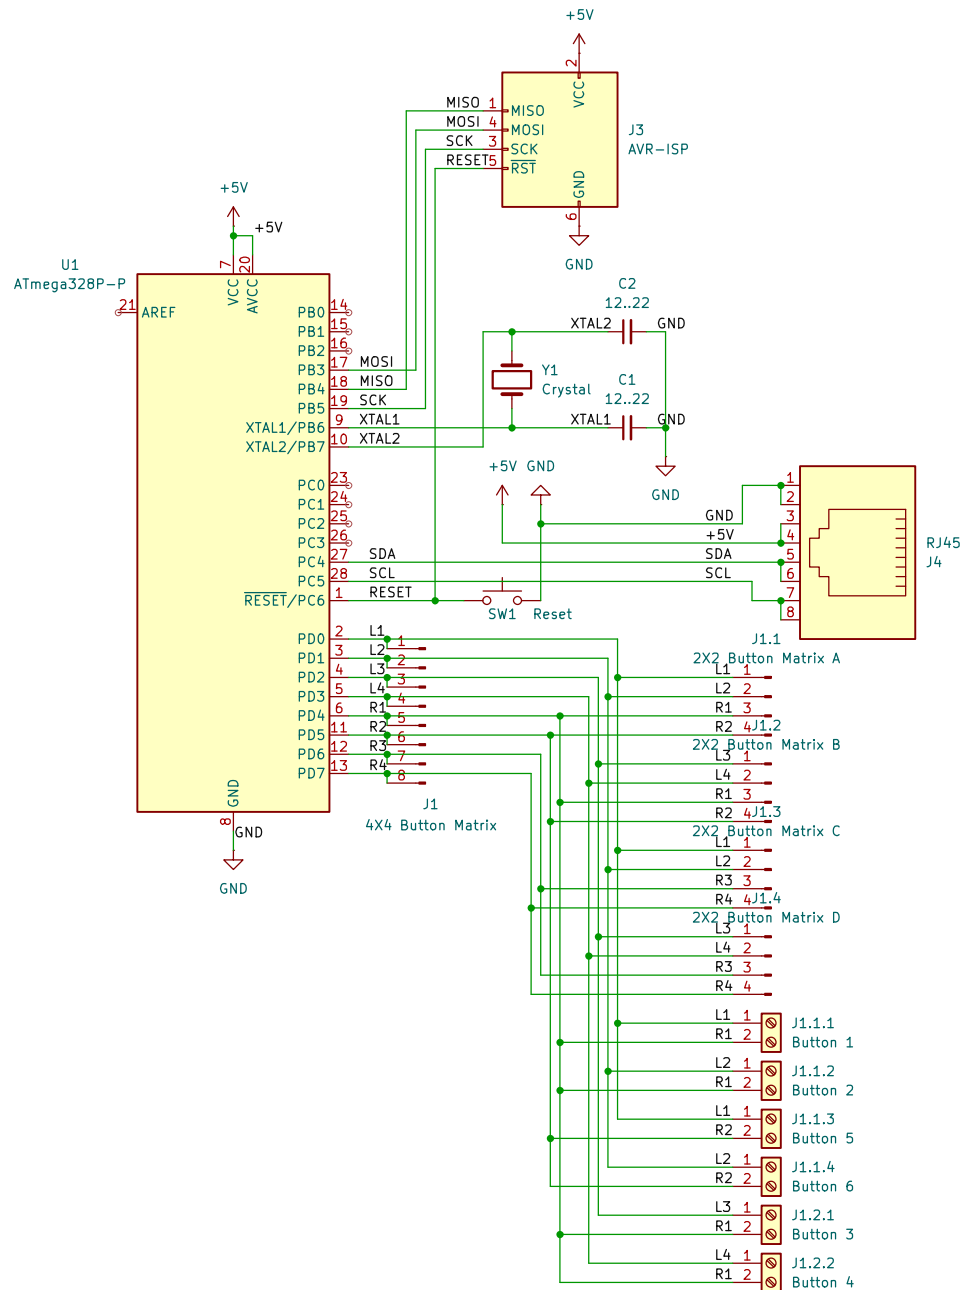 +5V
2
VCC
MISO 1 MISO
MOSI 4 MOSI
SCK 3 SCK
RESET 5 RST
GND
6
J3
AVR-ISP
GND
+5V
+5V
U1
ATmega328P-P
7
20
VCC
AVCC
21 AREF
PB0 14
PB1 15
PB2 16
PB3 17 MOSI
PB4 18 MISO
PB5 19 SCK
XTAL1/PB6 9 XTAL1
XTAL2/PB7 10 XTAL2
PC0 23
PC1 24
PC2 25
PC3 26
PC4 27 SDA
PC5 28 SCL
RESET/PC6 1 RESET
PD0 2 L1
PD1 3 L2
PD2 4 L3
PD3 5 L4
PD4 6 R1
PD5 11 R2
PD6 12 R3
PD7 13 R4
GND
8
GND
GND
C2
12..22
XTAL2
GND
Y1
Crystal
C1
12..22
XTAL1
GND
GND
+5V GND
SW1 Reset
GND
+5V
SDA
SCL
1
2
3
4
5
6
7
8
RJ45
J4
1
2
3
4
5
6
7
8
J1
4X4 Button Matrix
J1.1
2X2 Button Matrix A
L1 1
L2 2
R1 3
R2 4
J1.2
2X2 Button Matrix B
L3 1
L4 2
R1 3
R2 4
J1.3
2X2 Button Matrix C
L1 1
L2 2
R3 3
R4 4
J1.4
2X2 Button Matrix D
L3 1
L4 2
R3 3
R4 4
L1 1 J1.1.1
R1 2 Button 1
L2 1 J1.1.2
R1 2 Button 2
L1 1 J1.1.3
R2 2 Button 5
L2 1 J1.1.4
R2 2 Button 6
L3 1 J1.2.1
R1 2 Button 3
L4 1 J1.2.2
R1 2 Button 4